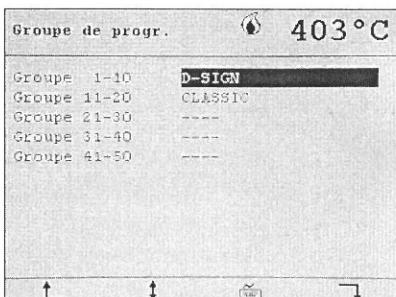 Groupe de progr. 403°C
Groupe 1-10 D-SIGN
Groupe 11-20 CLASSIC
Groupe 21-30 ----
Groupe 31-40 ----
Groupe 41-50 ----